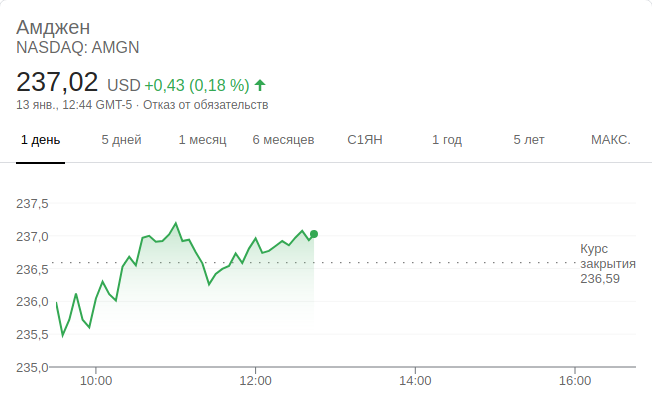 Амджен
NASDAQ: AMGN
237,02 USD +0,43 (0,18 %)
13 янв., 12:44 GMT-5 · Отказ от обязательств
1 день 5 дней 1 месяц 6 месяцев С1ЯН 1 год 5 лет МАКС.
237,5
237,0
Курс
236,5 закрытия
236,59
236,0
235,5
235,0
10:00 12:00 14:00 16:00